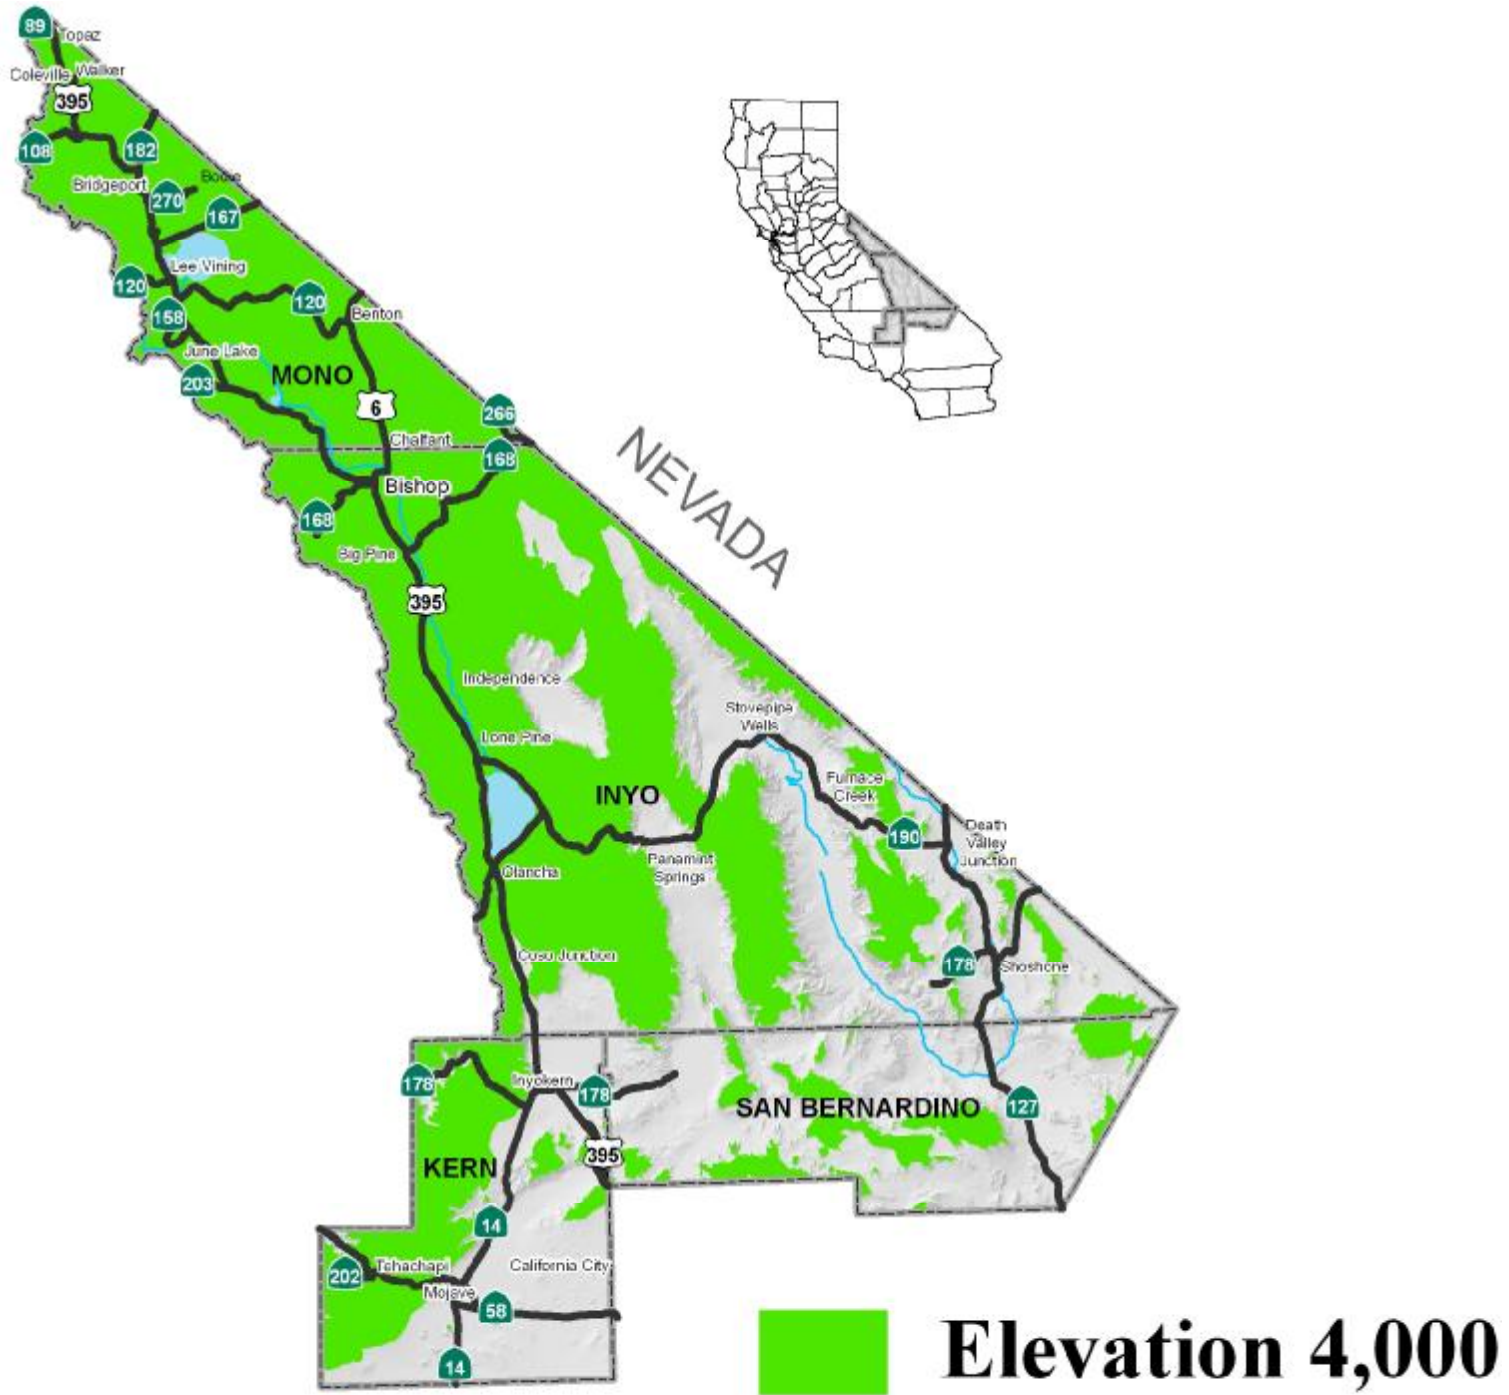 89
Topaz
Coleville
Walker
395
108
182
Bridgeport
Bodie
270
167
Lee Vining
120
120
158
Benton
June Lake
MONO
203
6
266
Chalfant
168
NEVADA
Bishop
168
Big Pine
395
Independence
Stovepipe
Wells
Lone Pine
INYO
Furnace
Creek
190
Death
Valley
Junction
Panamint
Springs
Olancha
Coso Junction
178
Shoshone
178
Inyokern
178
SAN BERNARDINO
127
395
KERN
14
Tehachapi
California City
202
Mojave
58
14
Elevation 4,000